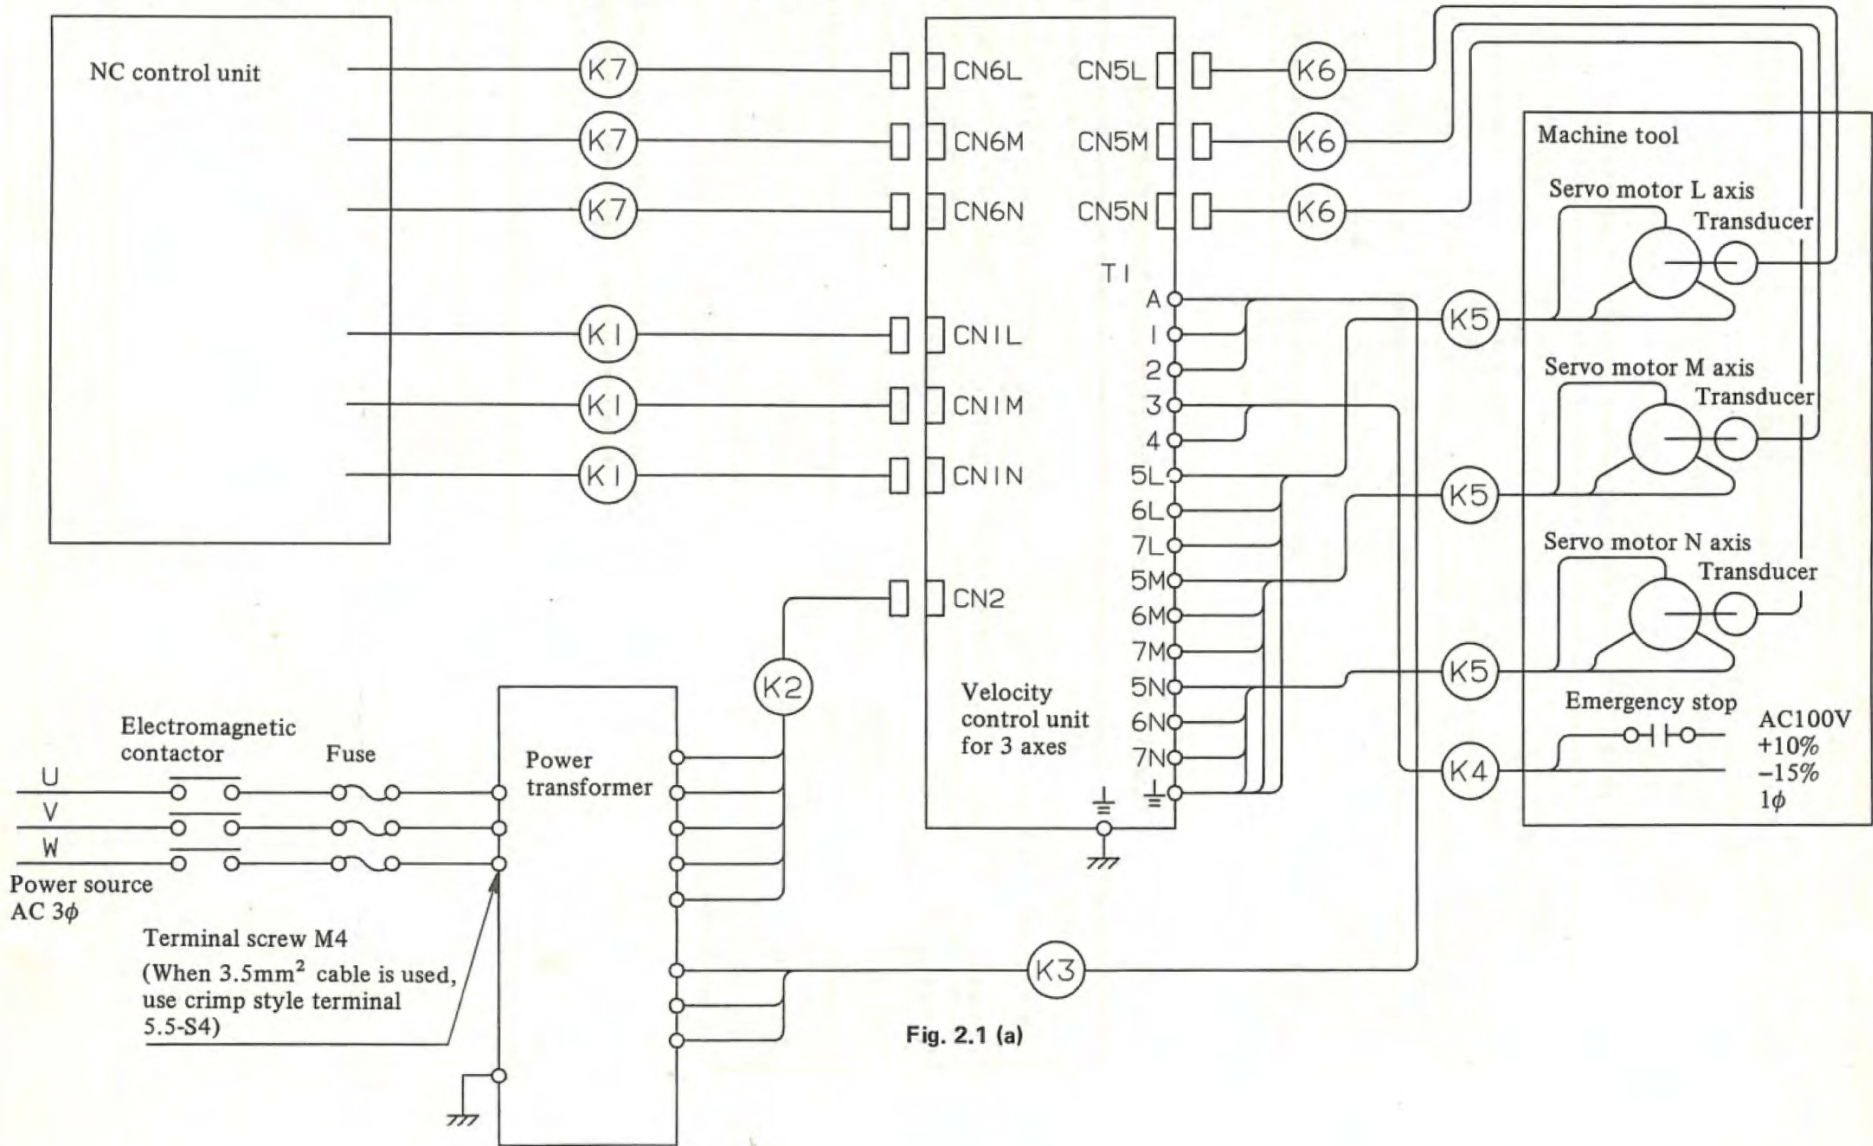 NC control unit
K7
K7
K7
K1
K1
K1
CN6L
CN6M
CN6N
CN1L
CN1M
CN1N
CN2
CN5L
CN5M
CN5N
K6
K6
K6
T1
A
1
2
3
4
5L
6L
7L
5M
6M
7M
5N
6N
7N
Velocity
control unit
for 3 axes
K5
K5
K5
K4
Machine tool
Servo motor L axis
Transducer
Servo motor M axis
Transducer
Servo motor N axis
Transducer
Emergency stop
AC100V
+10%
−15%
1ϕ
K2
Electromagnetic
contactor
Fuse
Power
transformer
U
V
W
Power source
AC 3ϕ
Terminal screw M4
(When 3.5mm² cable is used,
use crimp style terminal
5.5-S4)
K3
Fig. 2.1 (a)